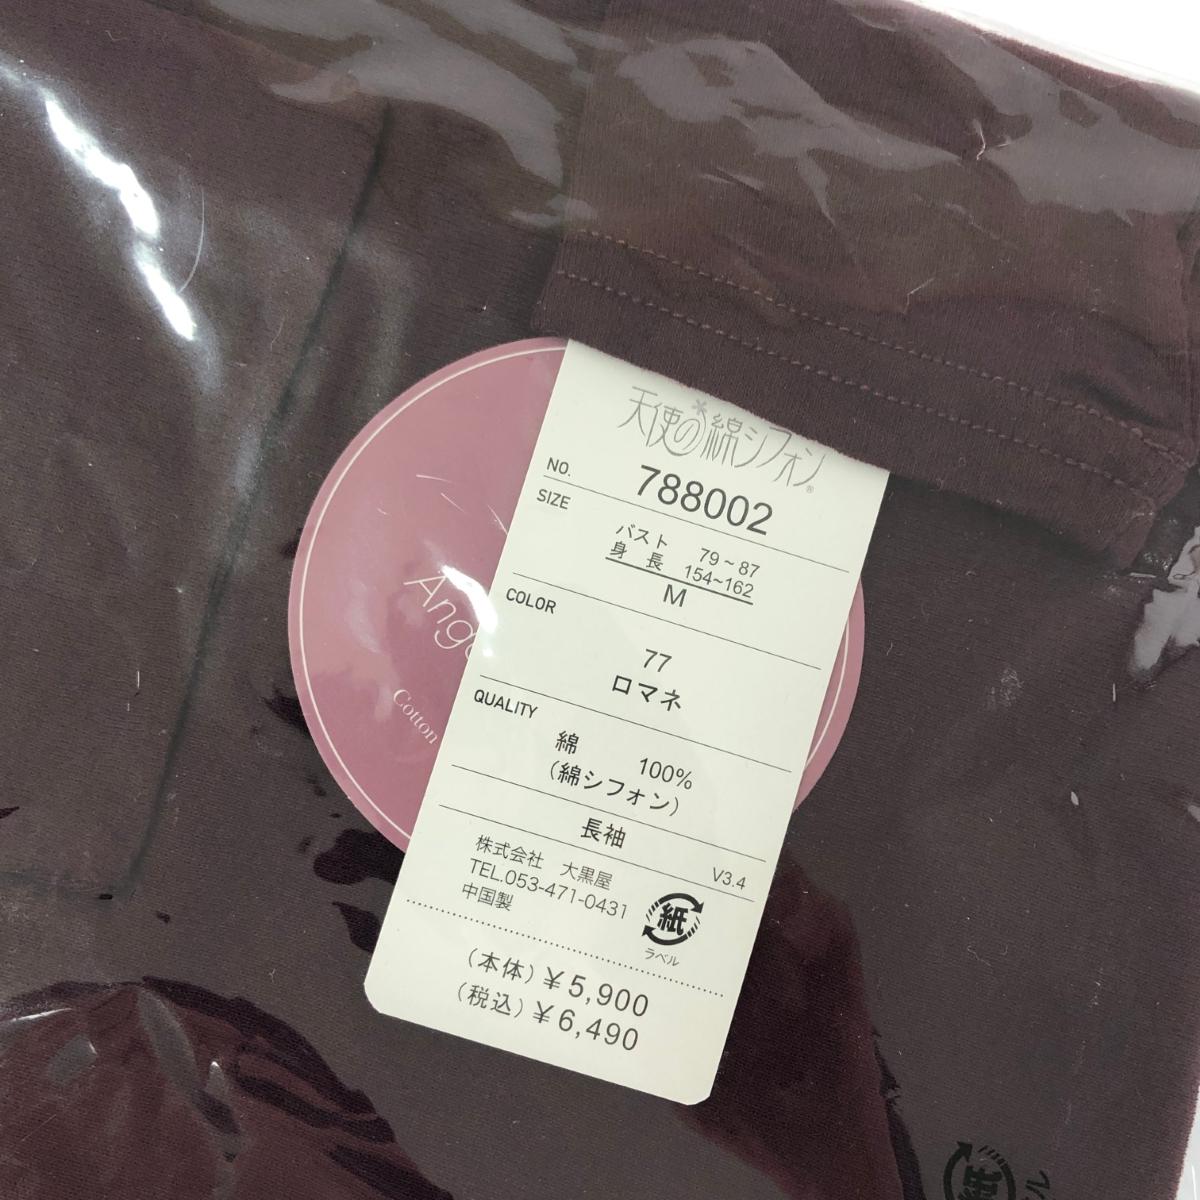 天使の綿シフォン®
NO. 788002
SIZE
バスト 79~87
身長 154~162
M
COLOR
77
ロマネ
QUALITY
綿 100%
(綿シフォン)
長袖
株式会社 大黒屋 V3.4
TEL.053-471-0431
中国製
紙
ラベル
(本体)¥5,900
(税込)¥6,490
Cotton